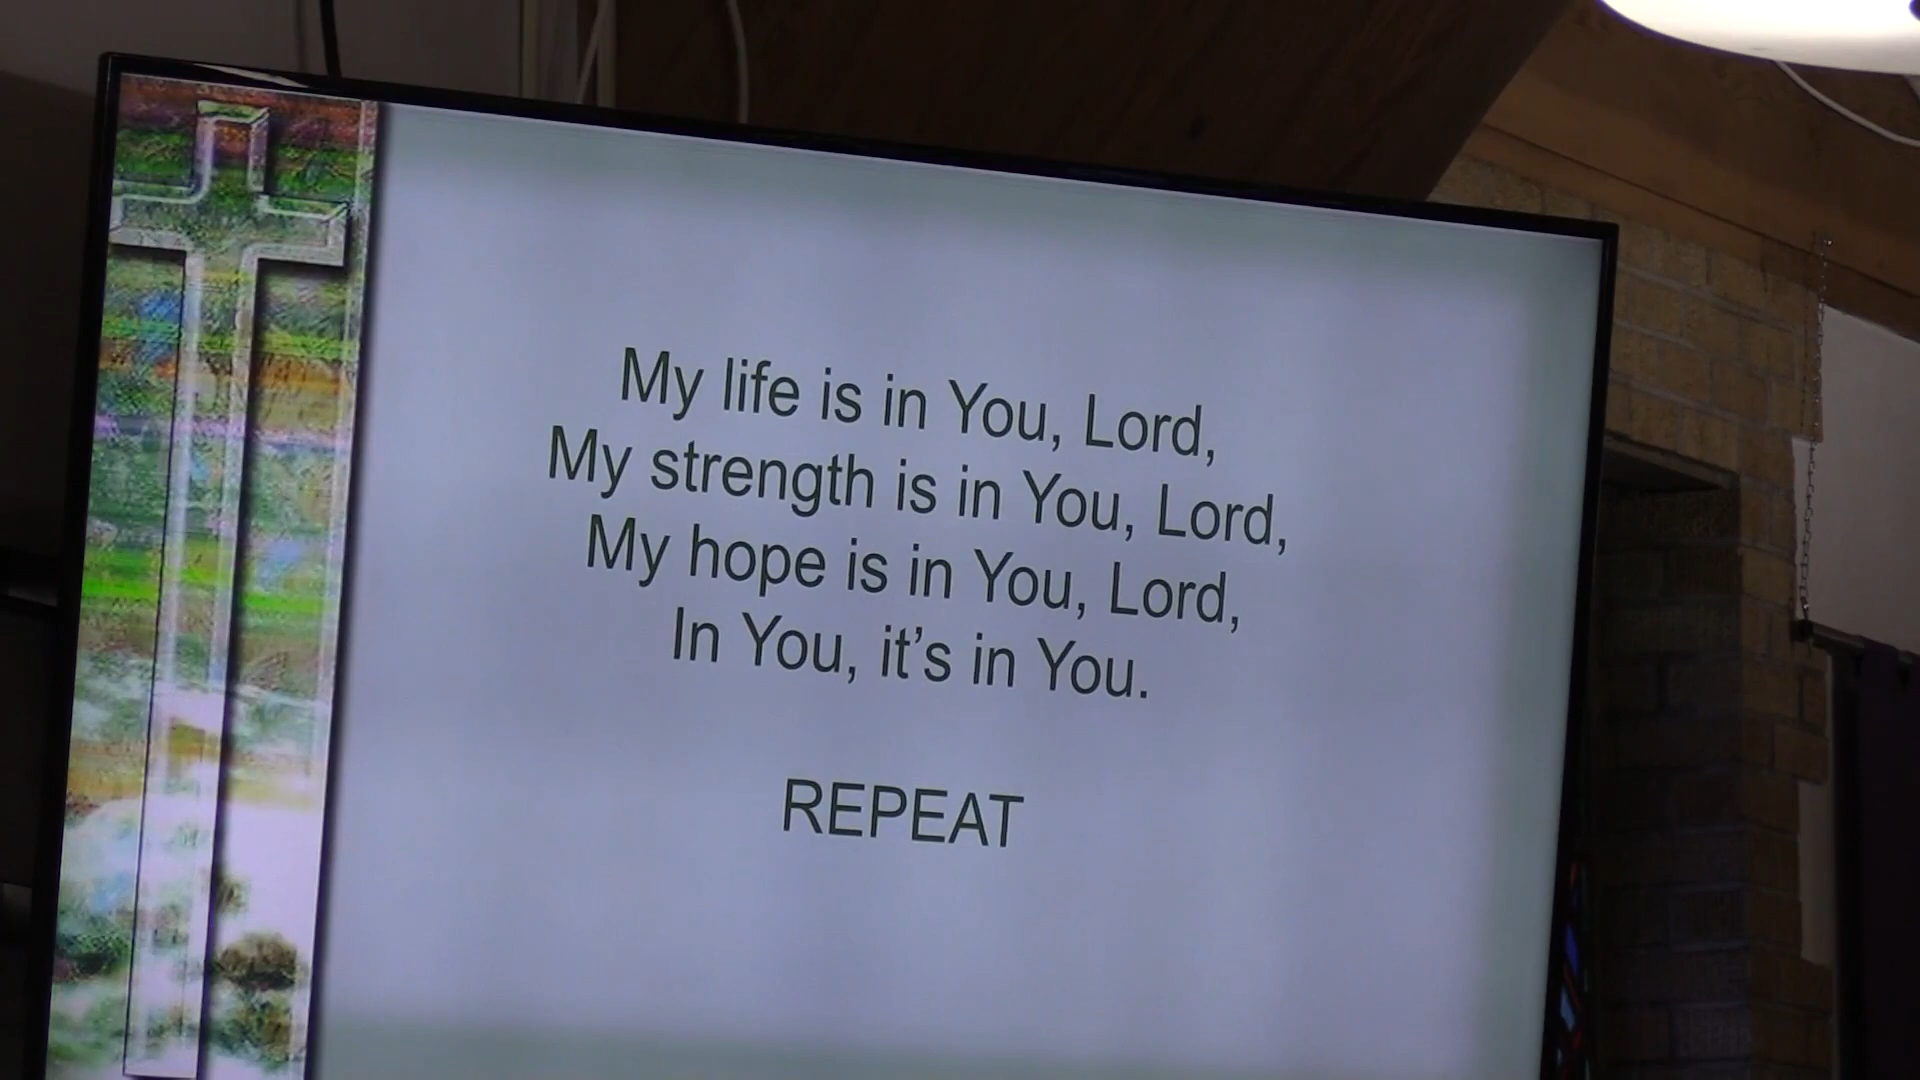 My life is in You, Lord,
My strength is in You, Lord,
My hope is in You, Lord,
In You, it’s in You.
REPEAT